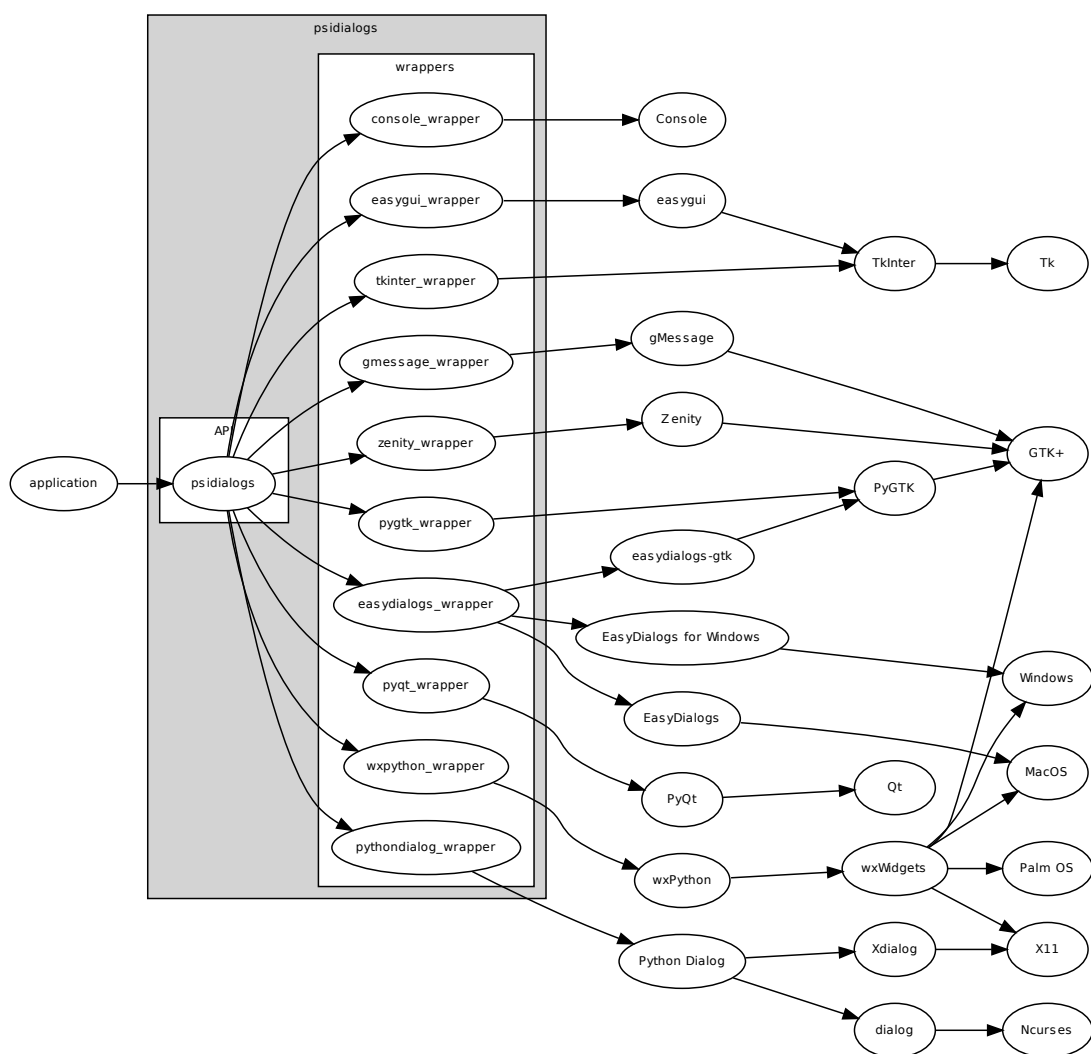 psidialogs
wrappers
console_wrapper
Console
easygui_wrapper
easygui
TkInter
Tk
tkinter_wrapper
gMessage
gmessage_wrapper
Zenity
zenity_wrapper
API
GTK+
application
psidialogs
PyGTK
pygtk_wrapper
easydialogs-gtk
easydialogs_wrapper
EasyDialogs for Windows
Windows
pyqt_wrapper
EasyDialogs
wxpython_wrapper
MacOS
PyQt
Qt
pythondialog_wrapper
wxPython
wxWidgets
Palm OS
Python Dialog
Xdialog
X11
dialog
Ncurses